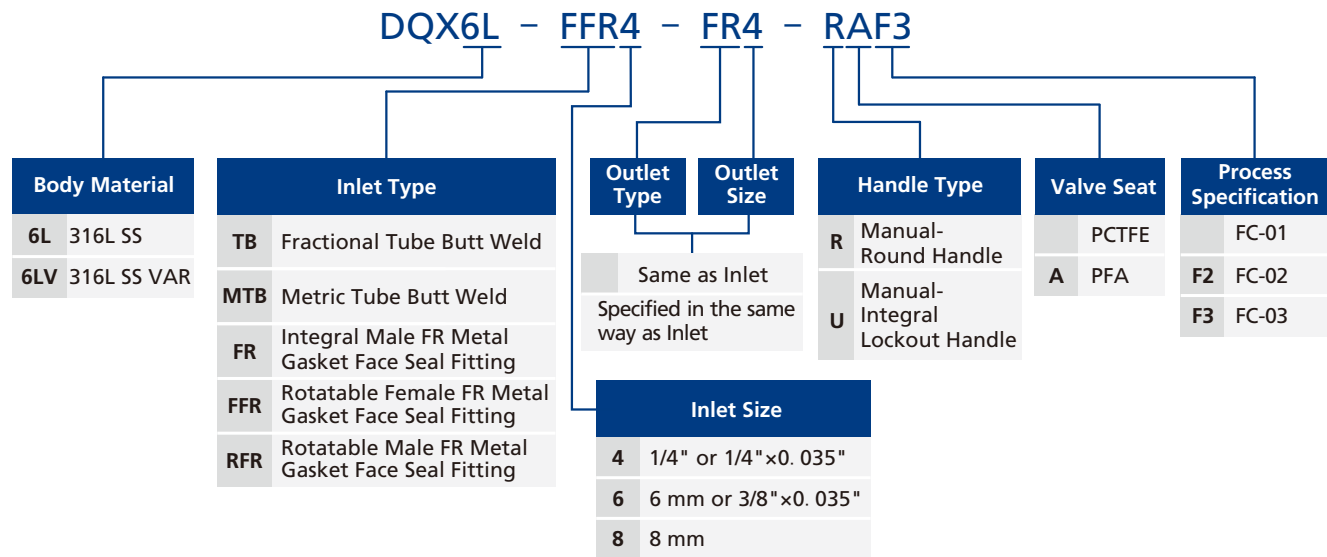 DQX6L – FFR4 – FR4 – RAF3
Body Material
6L 316L SS
6LV 316L SS VAR
Inlet Type
TB Fractional Tube Butt Weld
MTB Metric Tube Butt Weld
FR Integral Male FR Metal
Gasket Face Seal Fitting
FFR Rotatable Female FR Metal
Gasket Face Seal Fitting
RFR Rotatable Male FR Metal
Gasket Face Seal Fitting
Outlet
Type
Outlet
Size
Same as Inlet
Specified in the same
way as Inlet
Inlet Size
4 1/4" or 1/4"×0. 035"
6 6 mm or 3/8"×0. 035"
8 8 mm
Handle Type
R Manual-
Round Handle
U Manual-
Integral
Lockout Handle
Valve Seat
PCTFE
A PFA
Process
Specification
FC-01
F2 FC-02
F3 FC-03